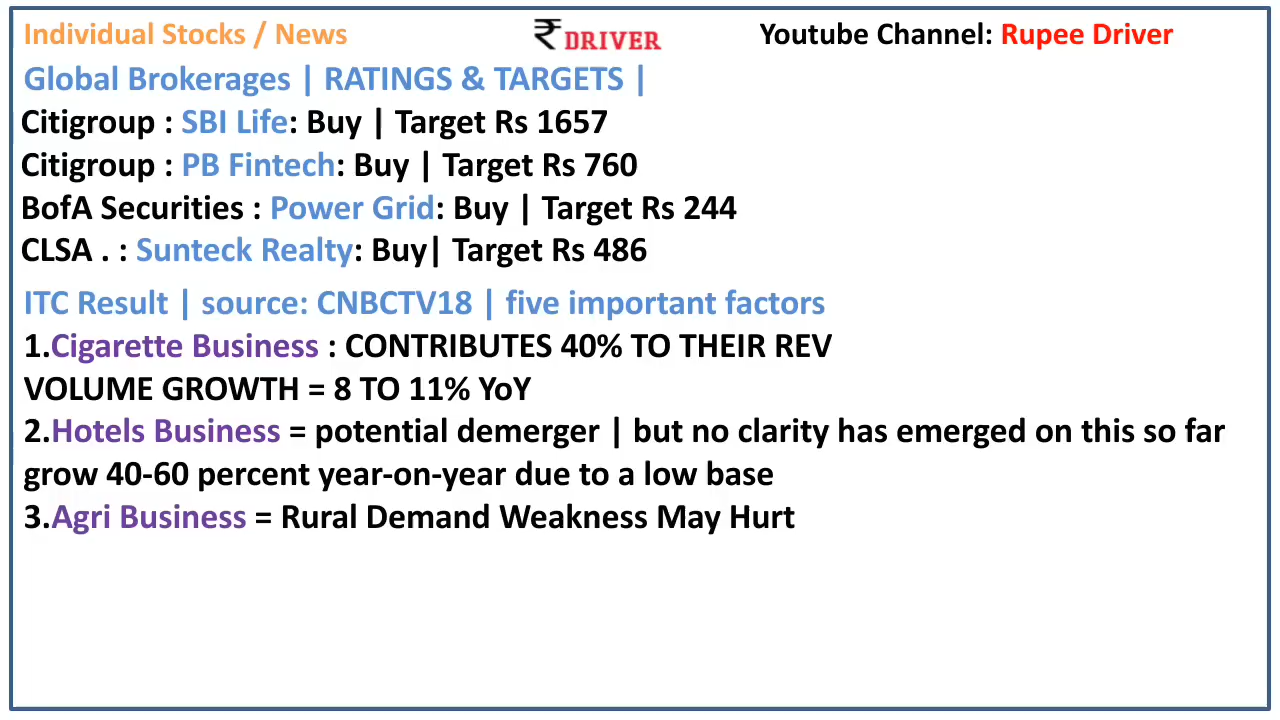 Individual Stocks / News
₹ DRIVER
Youtube Channel: Rupee Driver
Global Brokerages | RATINGS & TARGETS |
Citigroup : SBI Life: Buy | Target Rs 1657
Citigroup : PB Fintech: Buy | Target Rs 760
BofA Securities : Power Grid: Buy | Target Rs 244
CLSA . : Sunteck Realty: Buy| Target Rs 486
ITC Result | source: CNBCTV18 | five important factors
1.Cigarette Business : CONTRIBUTES 40% TO THEIR REV
VOLUME GROWTH = 8 TO 11% YoY
2.Hotels Business = potential demerger | but no clarity has emerged on this so far
grow 40-60 percent year-on-year due to a low base
3.Agri Business = Rural Demand Weakness May Hurt